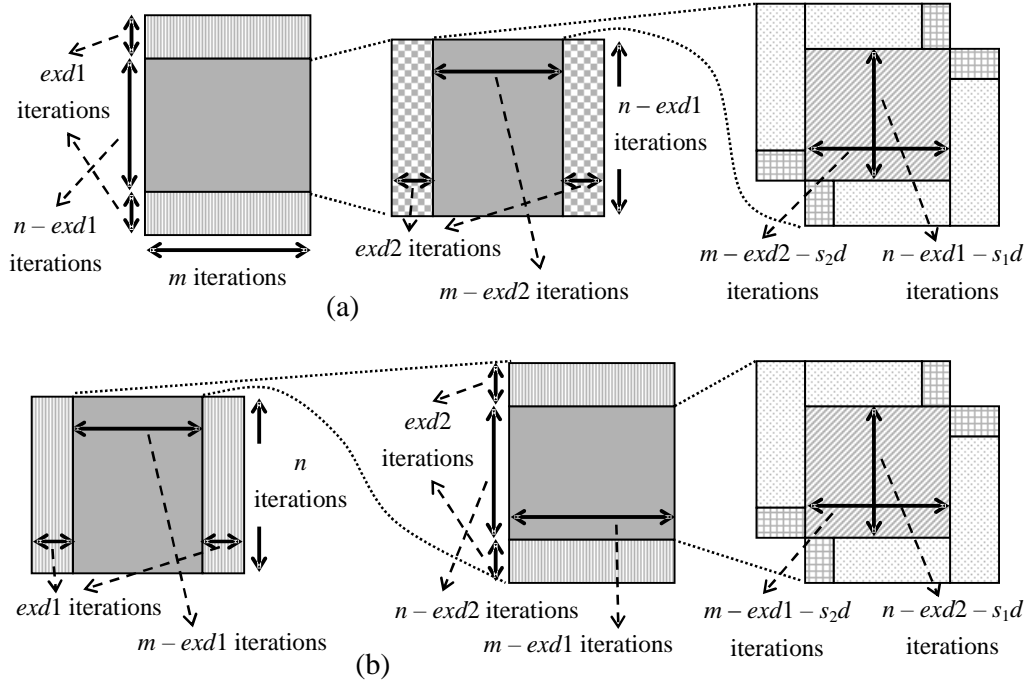 exd1
iterations
n – exd1
iterations
m iterations
n – exd1
iterations
exd2 iterations
m – exd2 iterations
m – exd2 – s₂d
iterations
n – exd1 – s₁d
iterations
(a)
exd1 iterations
m – exd1 iterations
n
iterations
exd2
iterations
n – exd2
iterations
m – exd1 iterations
m – exd1 – s₂d
iterations
n – exd2 – s₁d
iterations
(b)